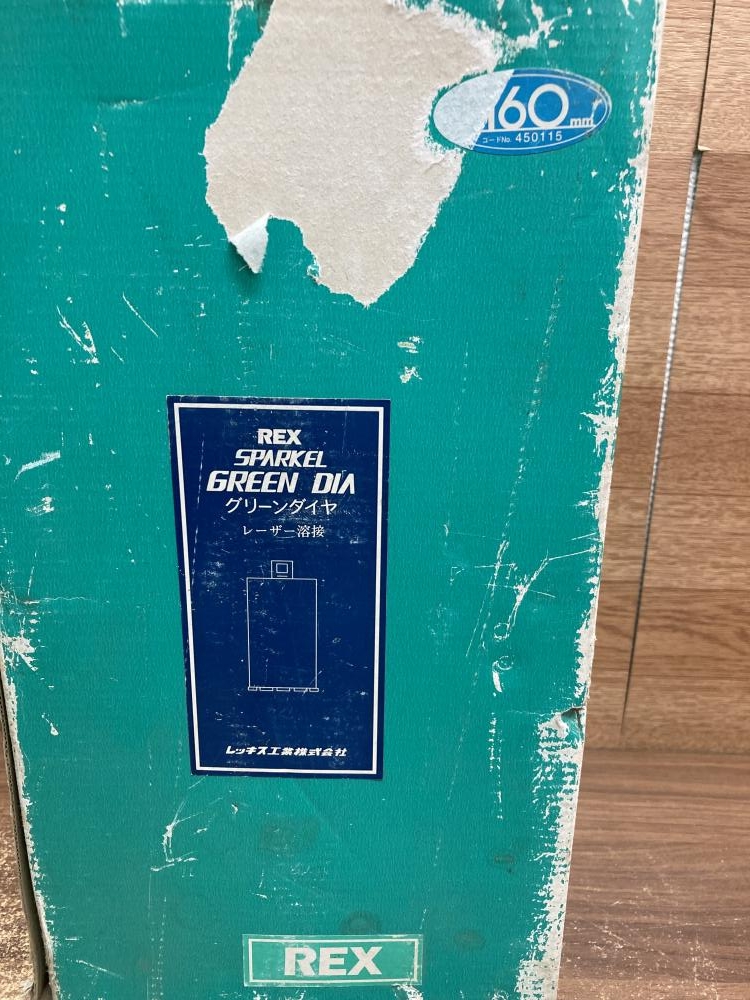 160mm
コードNo. 450115
REX
SPARKEL
GREEN DIA
グリーンダイヤ
レーザー溶接
レッキス工業株式会社
REX